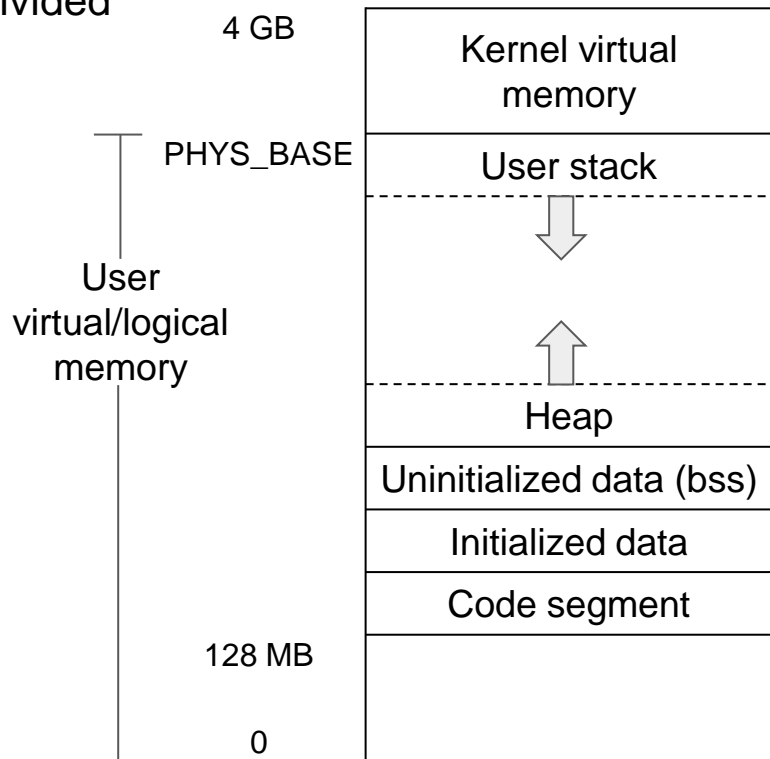 4 GB
Kernel virtual
memory
PHYS_BASE
User stack
User
virtual/logical
memory
Heap
Uninitialized data (bss)
Initialized data
Code segment
128 MB
0